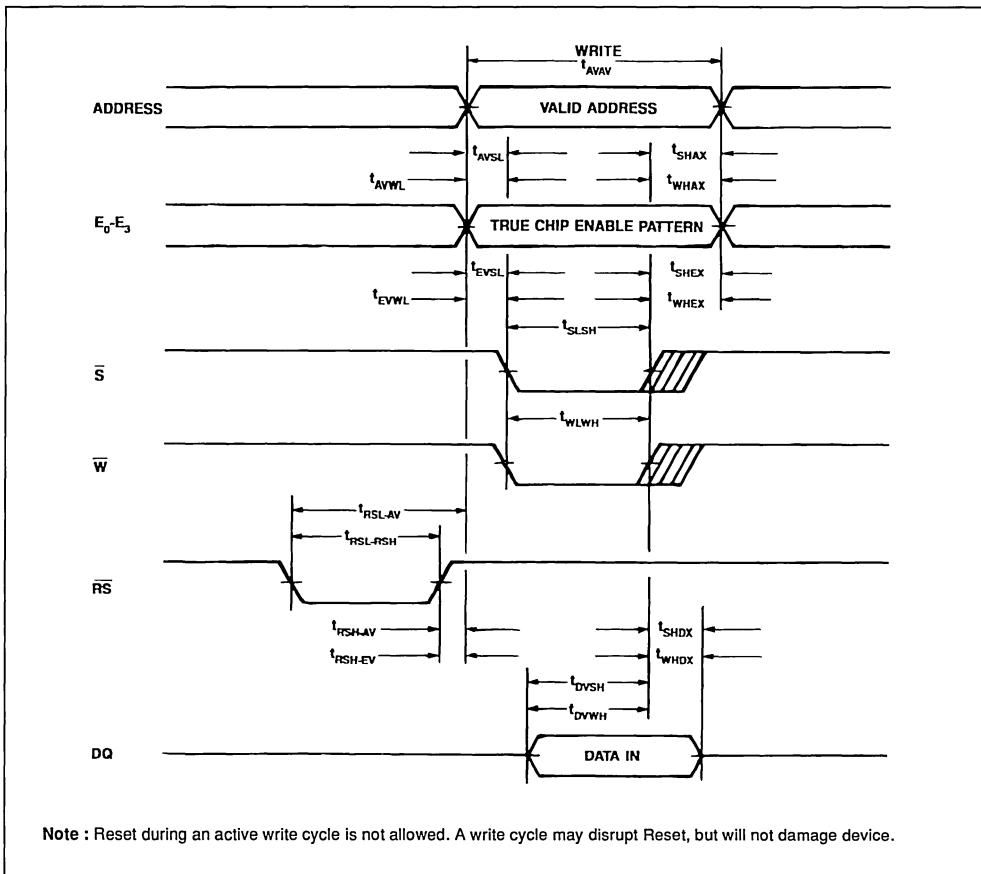 WRITE
tAVAV
ADDRESS
VALID ADDRESS
tAVSL
tSHAX
tAVWL
tWHAX
E0-E3
TRUE CHIP ENABLE PATTERN
tEVSL
tSHEX
tEVWL
tWHEX
tSLSH
S̅
tWLWH
W̅
tRSL-AV
tRSL-RSH
R̅S̅
tRSH-AV
tSHDX
tRSH-EV
tWHDX
tDVSH
tDVWH
DQ
DATA IN
Note : Reset during an active write cycle is not allowed. A write cycle may disrupt Reset, but will not damage device.